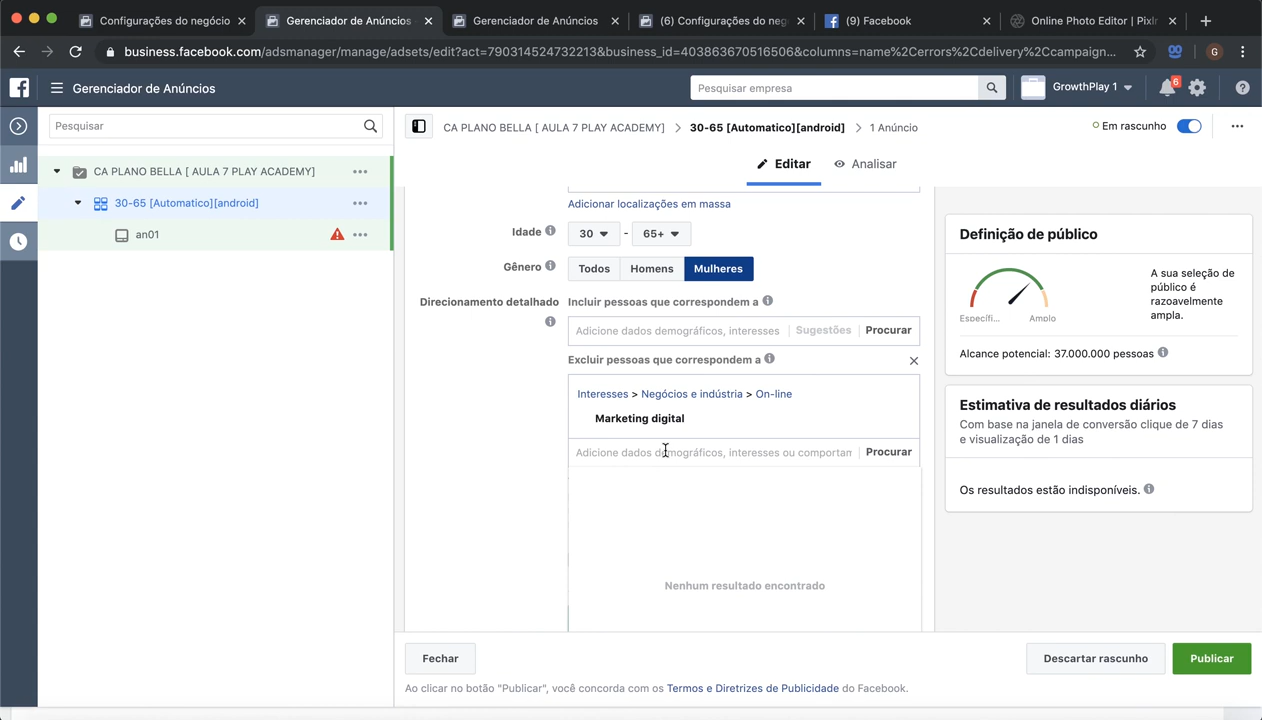 Configurações do negócio
Gerenciador de Anúncios
Gerenciador de Anúncios
(6) Configurações do neg
(9) Facebook
Online Photo Editor | Pixlr
business.facebook.com/adsmanager/manage/adsets/edit?act=790314524732213&business_id=403863670516506&columns=name%2Cerrors%2Cdelivery%2Ccampaign...
G
Gerenciador de Anúncios
Pesquisar empresa
GrowthPlay 1
6
Pesquisar
CA PLANO BELLA [ AULA 7 PLAY ACADEMY]
30-65 [Automatico][android]
1 Anúncio
Em rascunho
CA PLANO BELLA [ AULA 7 PLAY ACADEMY]
30-65 [Automatico][android]
an01
Editar
Analisar
Adicionar localizações em massa
Idade
30
-
65+
Gênero
Todos
Homens
Mulheres
Direcionamento detalhado
Incluir pessoas que correspondem a
Adicione dados demográficos, interesses
Sugestões
Procurar
Excluir pessoas que correspondem a
Interesses > Negócios e indústria > On-line
Marketing digital
Adicione dados demográficos, interesses ou comportam
Procurar
Nenhum resultado encontrado
Definição de público
Específi...
Amplo
A sua seleção de
público é
razoavelmente
ampla.
Alcance potencial: 37.000.000 pessoas
Estimativa de resultados diários
Com base na janela de conversão clique de 7 dias
e visualização de 1 dias
Os resultados estão indisponíveis.
Fechar
Descartar rascunho
Publicar
Ao clicar no botão "Publicar", você concorda com os Termos e Diretrizes de Publicidade do Facebook.